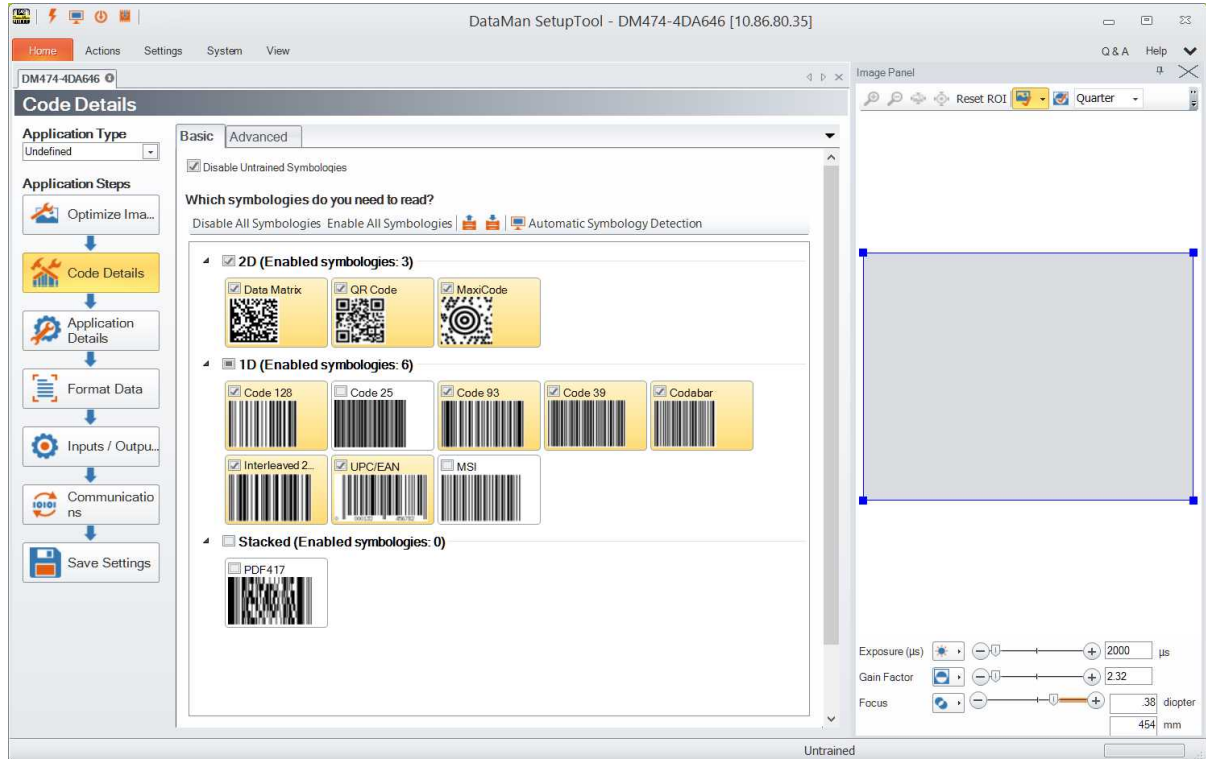 DataMan SetupTool - DM474-4DA646 [10.86.80.35]
Home Actions Settings System View Q & A Help
DM474-4DA646
Code Details
Application Type
Undefined
Application Steps
Optimize Ima...
Code Details
Application
Details
Format Data
Inputs / Outpu...
Communicatio
ns
Save Settings
Basic Advanced
Disable Untrained Symbologies
Which symbologies do you need to read?
Disable All Symbologies Enable All Symbologies Automatic Symbology Detection
2D (Enabled symbologies: 3)
Data Matrix QR Code MaxiCode
1D (Enabled symbologies: 6)
Code 128 Code 25 Code 93 Code 39 Codabar
Interleaved 2... UPC/EAN MSI
Stacked (Enabled symbologies: 0)
PDF417
Image Panel
Reset ROI Quarter
Exposure (µs) 2000 µs
Gain Factor 2.32
Focus .38 diopter
454 mm
Untrained